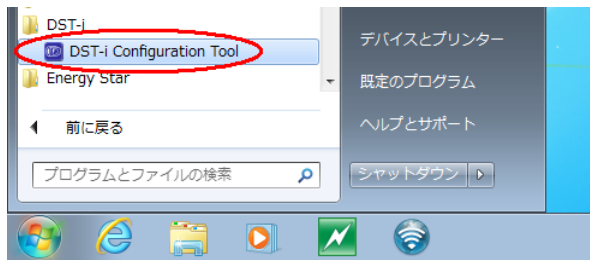 DST-i
DST-i Configuration Tool
Energy Star
前に戻る
プログラムとファイルの検索
デバイスとプリンター
既定のプログラム
ヘルプとサポート
シャットダウン